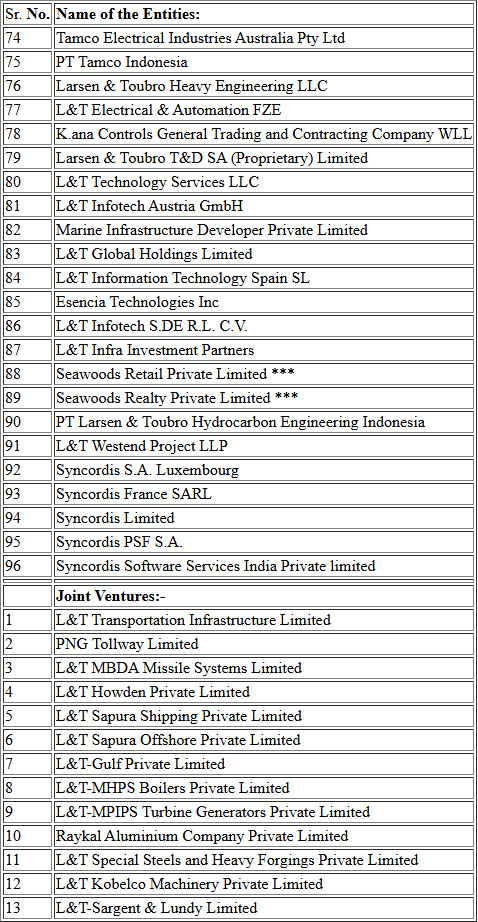 Sr. No. Name of the Entities:
74 Tamco Electrical Industries Australia Pty Ltd
75 PT Tamco Indonesia
76 Larsen & Toubro Heavy Engineering LLC
77 L&T Electrical & Automation FZE
78 K.ana Controls General Trading and Contracting Company WLL
79 Larsen & Toubro T&D SA (Proprietary) Limited
80 L&T Technology Services LLC
81 L&T Infotech Austria GmbH
82 Marine Infrastructure Developer Private Limited
83 L&T Global Holdings Limited
84 L&T Information Technology Spain SL
85 Esencia Technologies Inc
86 L&T Infotech S.DE R.L. C.V.
87 L&T Infra Investment Partners
88 Seawoods Retail Private Limited ***
89 Seawoods Realty Private Limited ***
90 PT Larsen & Toubro Hydrocarbon Engineering Indonesia
91 L&T Westend Project LLP
92 Syncordis S.A. Luxembourg
93 Syncordis France SARL
94 Syncordis Limited
95 Syncordis PSF S.A.
96 Syncordis Software Services India Private limited
Joint Ventures:-
1 L&T Transportation Infrastructure Limited
2 PNG Tollway Limited
3 L&T MBDA Missile Systems Limited
4 L&T Howden Private Limited
5 L&T Sapura Shipping Private Limited
6 L&T Sapura Offshore Private Limited
7 L&T-Gulf Private Limited
8 L&T-MHPS Boilers Private Limited
9 L&T-MPIPS Turbine Generators Private Limited
10 Raykal Aluminium Company Private Limited
11 L&T Special Steels and Heavy Forgings Private Limited
12 L&T Kobelco Machinery Private Limited
13 L&T-Sargent & Lundy Limited